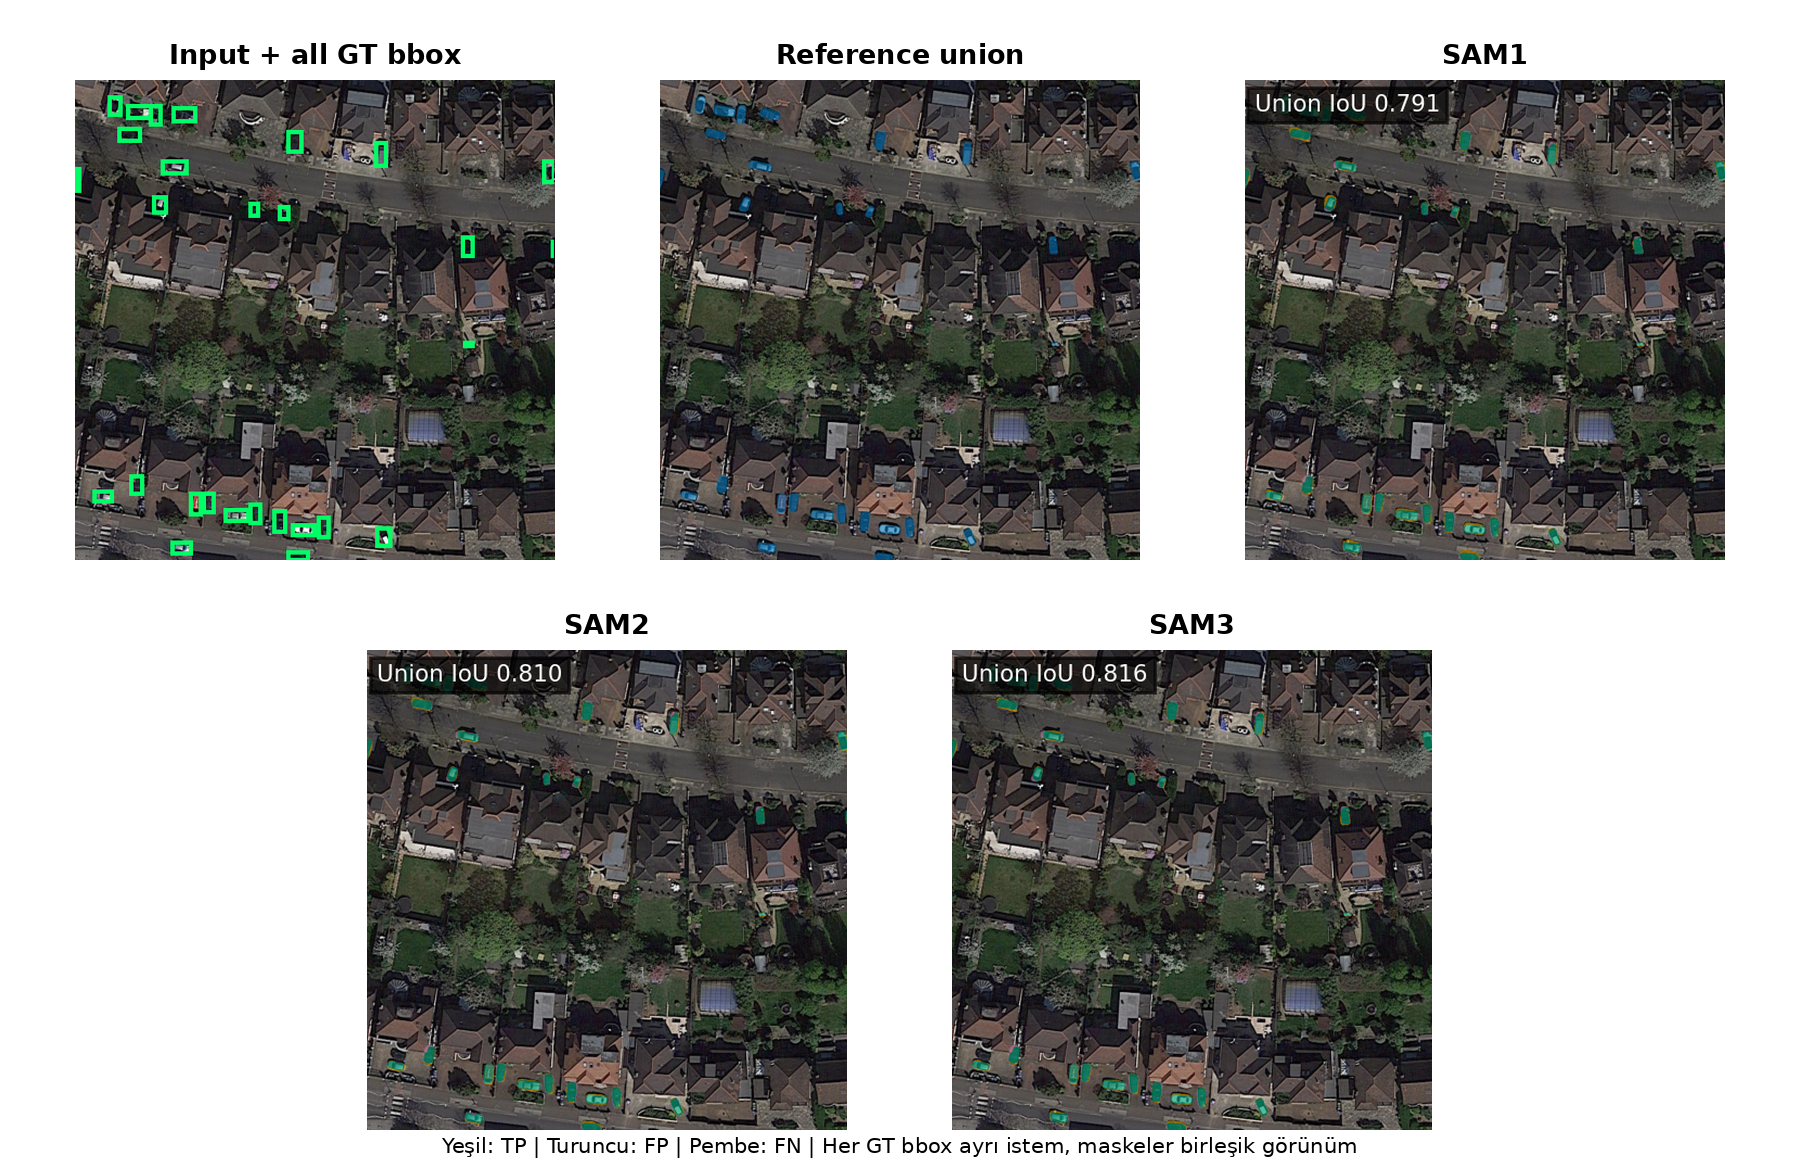 Input + all GT bbox
Reference union
SAM1
Union IoU 0.791
SAM2
SAM3
Union IoU 0.810
Union IoU 0.816
Yeşil: TP | Turuncu: FP | Pembe: FN | Her GT bbox ayrı istem, maskeler birleşik görünüm